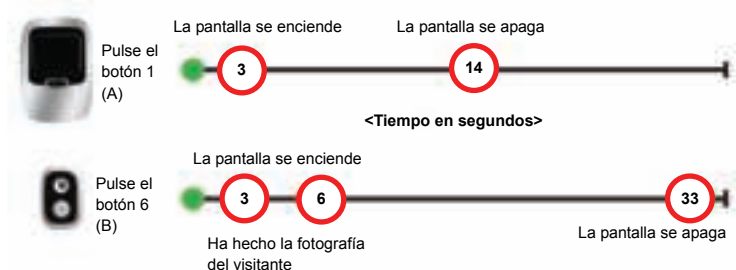 La pantalla se enciende
La pantalla se apaga
Pulse el
botón 1
(A)
3
14
<Tiempo en segundos>
La pantalla se enciende
Pulse el
botón 6
(B)
3
6
33
Ha hecho la fotografía
del visitante
La pantalla se apaga